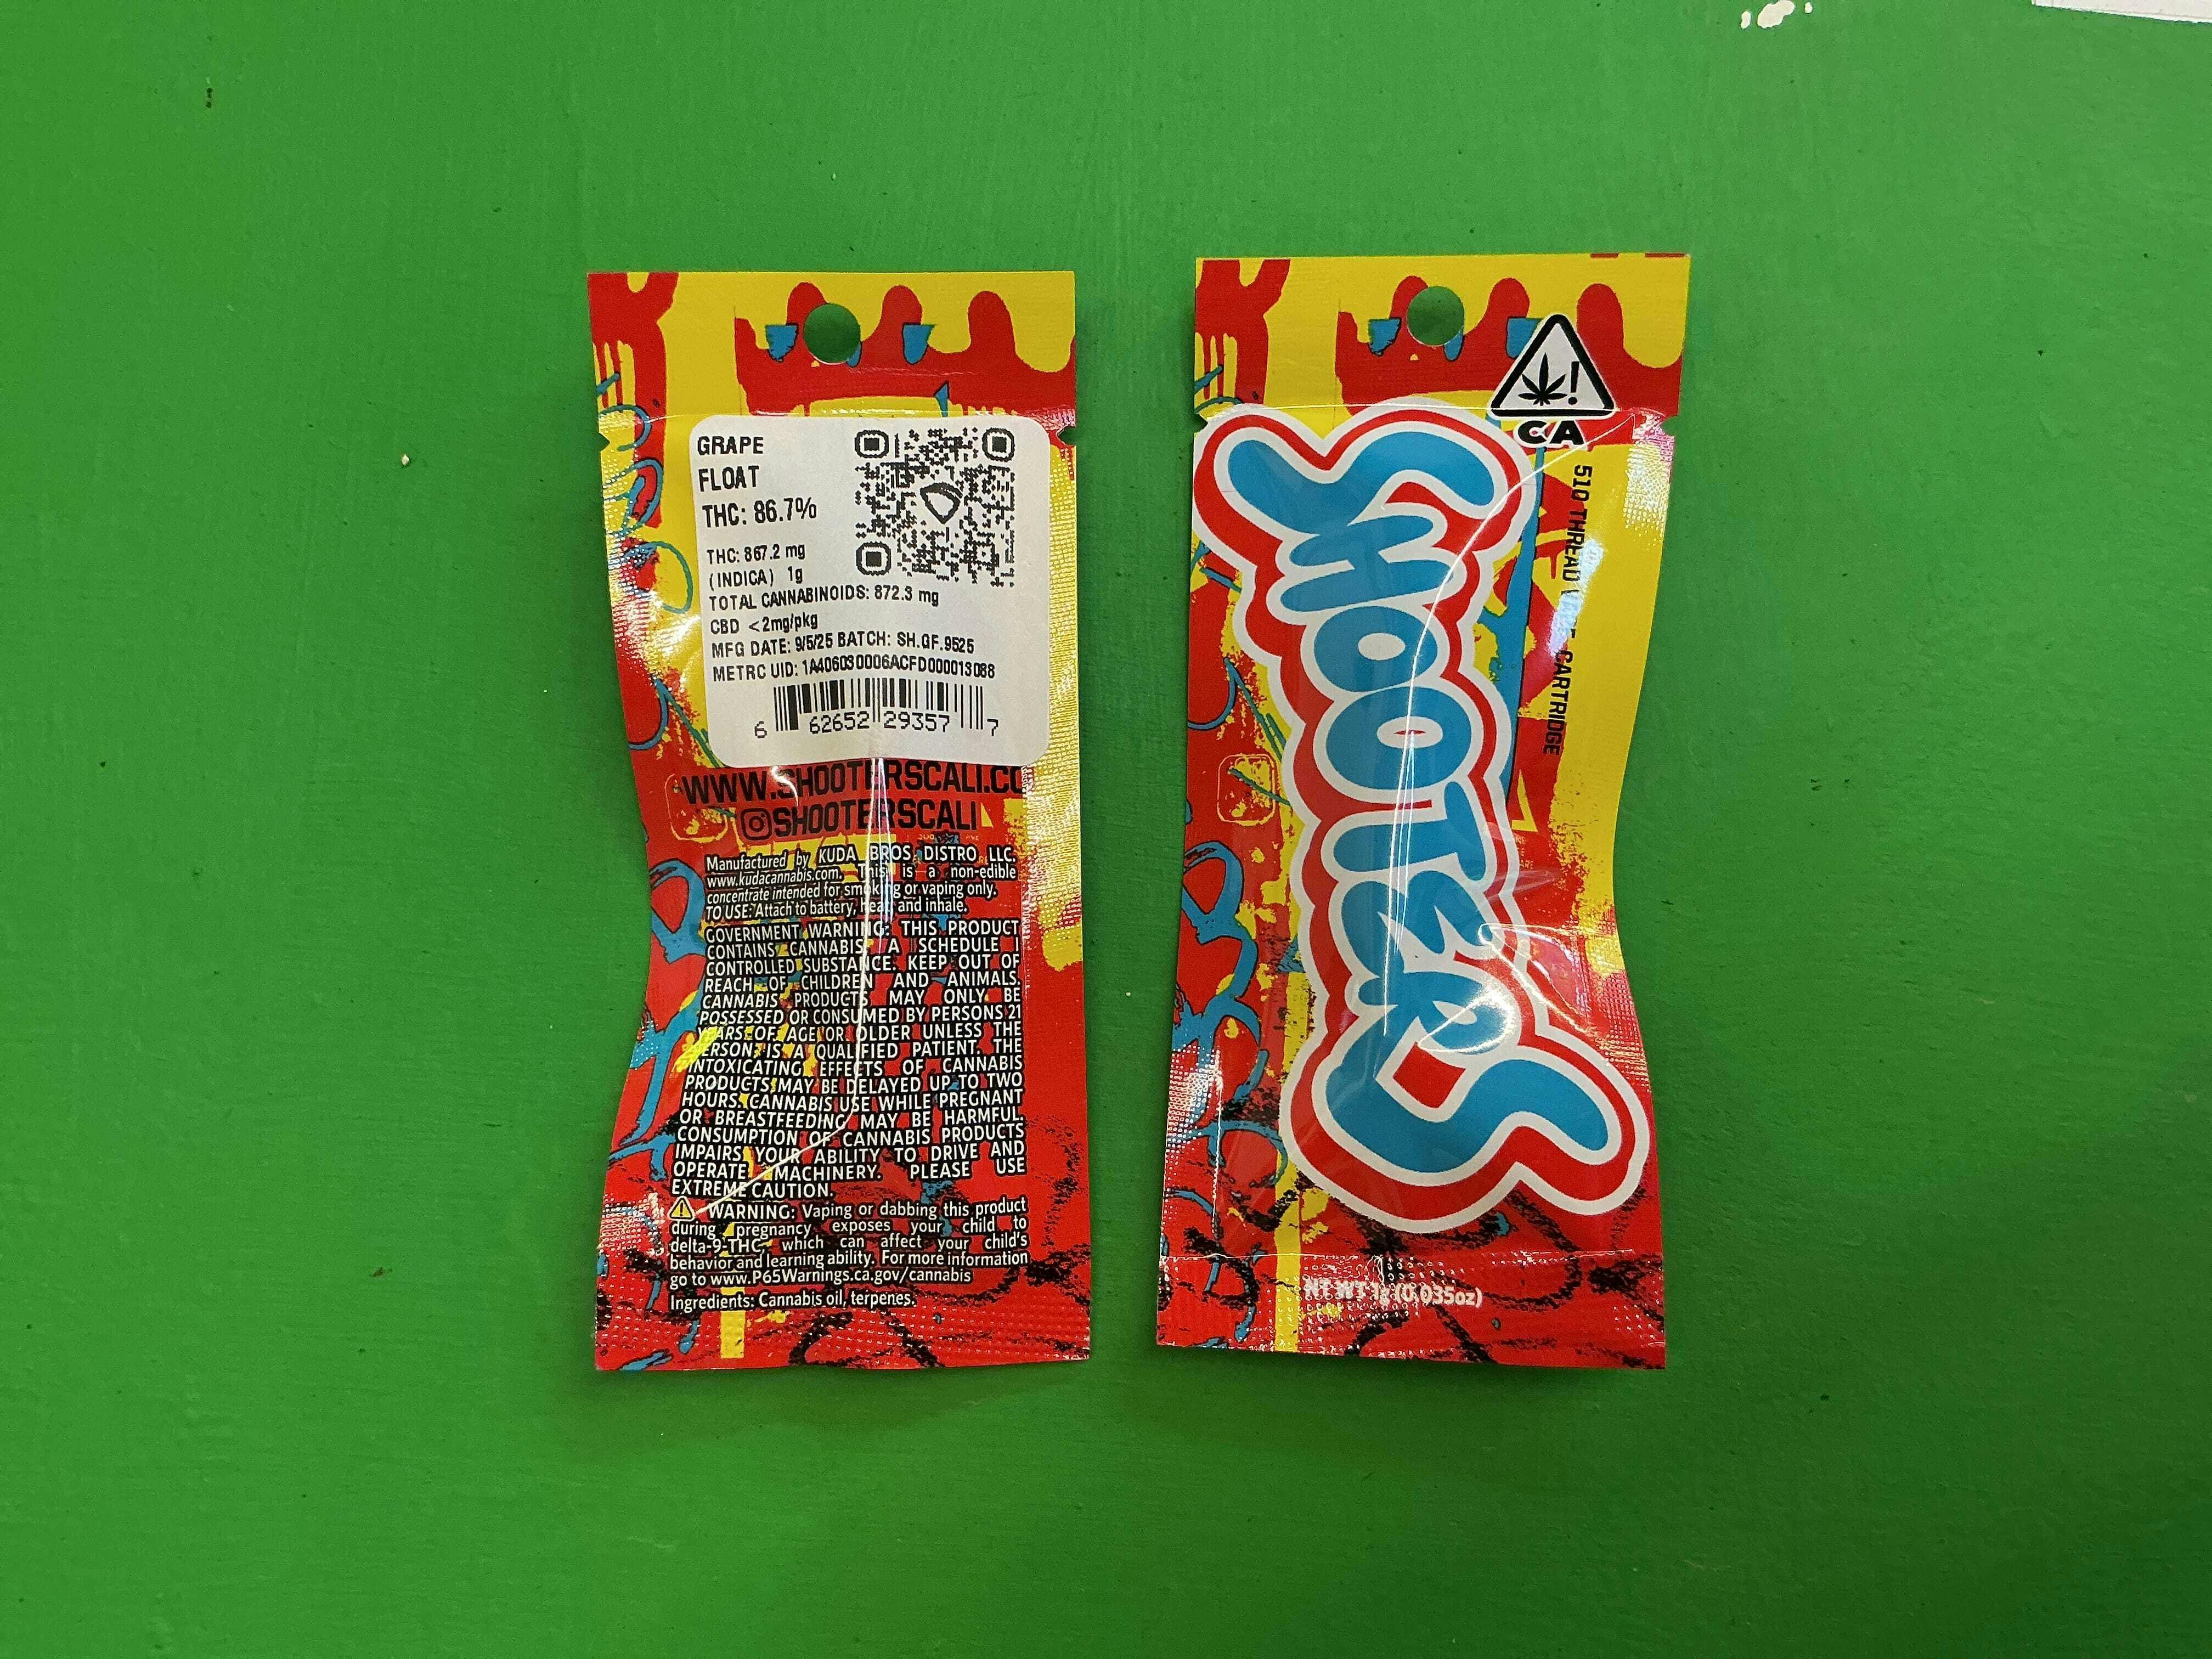 GRAPE
FLOAT
THC: 86.7%
THC: 867.2 mg
(INDICA) 1g
TOTAL CANNABINOIDS: 872.3 mg
CBD <2mg/pkg
MFG DATE: 9/5/25 BATCH: SH.GF.9525
METRC UID: 1A406030006ACFD000013088
6 62652 29357 7
WWW.SHOOTERSCALI.CO
@SHOOTERSCALI
Manufactured by KUDA BROS DISTRO LLC.
www.kudacannabis.com. This is a non-edible
concentrate intended for smoking or vaping only.
TO USE: Attach to battery, heat, and inhale.
GOVERNMENT WARNING: THIS PRODUCT
CONTAINS CANNABIS, A SCHEDULE I
CONTROLLED SUBSTANCE. KEEP OUT OF
REACH OF CHILDREN AND ANIMALS.
CANNABIS PRODUCTS MAY ONLY BE
POSSESSED OR CONSUMED BY PERSONS 21
YEARS OF AGE OR OLDER UNLESS THE
PERSON IS A QUALIFIED PATIENT. THE
INTOXICATING EFFECTS OF CANNABIS
PRODUCTS MAY BE DELAYED UP TO TWO
HOURS. CANNABIS USE WHILE PREGNANT
OR BREASTFEEDING MAY BE HARMFUL.
CONSUMPTION OF CANNABIS PRODUCTS
IMPAIRS YOUR ABILITY TO DRIVE AND
OPERATE MACHINERY. PLEASE USE
EXTREME CAUTION.
WARNING: Vaping or dabbing this product
during pregnancy exposes your child to
delta-9-THC, which can affect your child's
behavior and learning ability. For more information
go to www.P65Warnings.ca.gov/cannabis
Ingredients: Cannabis oil, terpenes.
CA
SHOOTERS
510 THREAD VAPE CARTRIDGE
NT WT 1g (0.035oz)